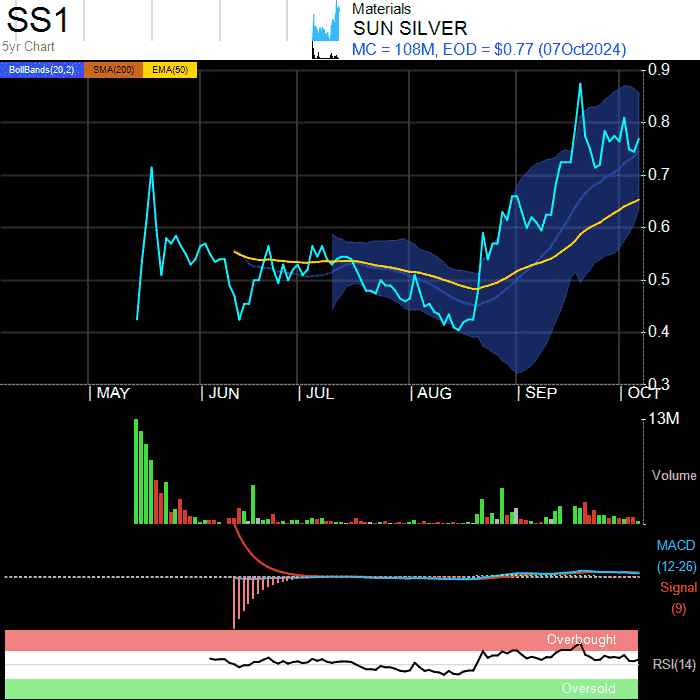 SS1
Materials
SUN SILVER
5yr Chart
MC = 108M, EOD = $0.77 (07Oct2024)
BollBands(20,2) SMA(200) EMA(50)
0.9
0.8
0.7
0.6
0.5
0.4
0.3
MAY JUN JUL AUG SEP OCT
13M
Volume
MACD
(12-26)
Signal
(9)
Overbought
RSI(14)
Oversold